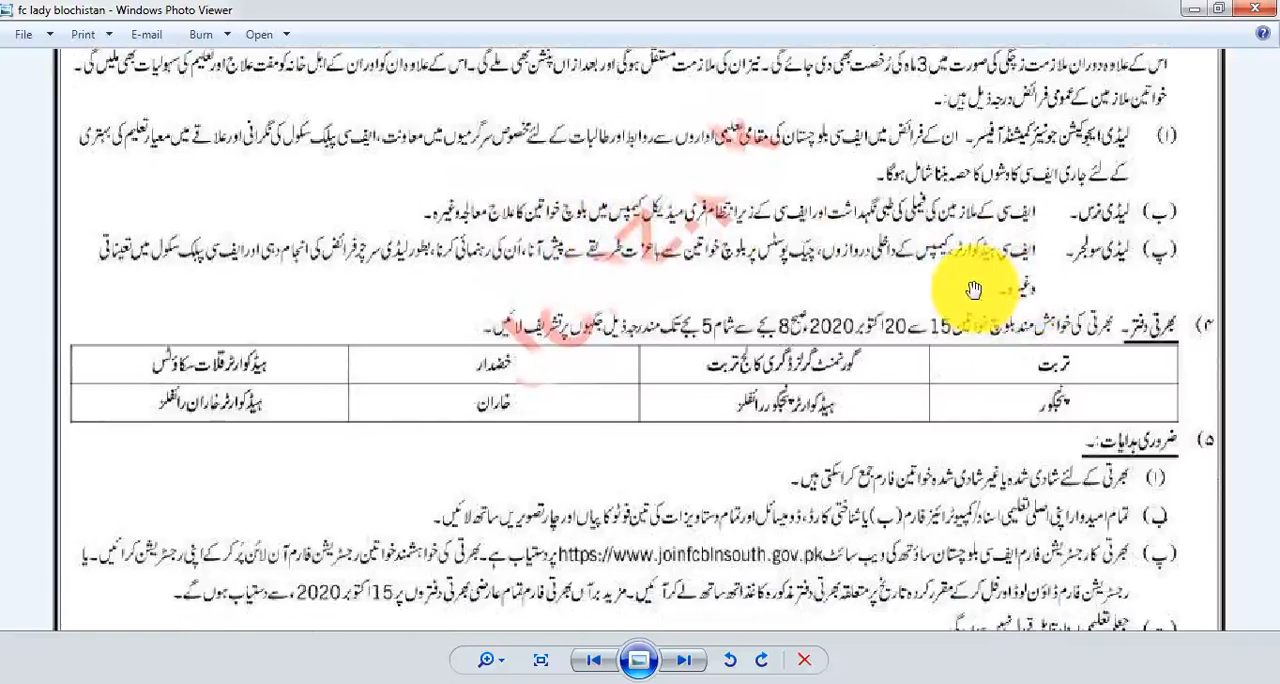 fc lady blochistan - Windows Photo Viewer
File Print E-mail Burn Open
اس کے علاوہ دوران ملازمت زچگی کی صورت میں 3 ماہ کی رُخصت بھی دی جائے گی۔ نیز ان کی ملازمت مستقل ہوگی اور بعد ازاں پنشن بھی ملے گی۔ اس کے علاوہ ان کو اور ان کے اہل خانہ کو مفت علاج اور تعلیم کی سہولیات بھی ملیں گی۔
خواتین ملازمین کے عمومی فرائض درجہ ذیل ہیں:۔
(ا) لیڈی ایجوکیشن جونیئر کمیشنڈ آفیسر۔ ان کے فرائض میں ایف سی بلوچستان کی مقامی تعلیمی اداروں سے روابط اور طالبات کے لئے مخصوص سرگرمیوں میں معاونت، ایف سی پبلک سکول کی نگرانی اور علاقے میں معیار تعلیم کی بہتری
کے لئے جاری ایف سی کاوشوں کا حصہ بننا شامل ہوگا۔
(ب) لیڈی نرس۔ ایف سی کے ملازمین کی فیملی کی طبی نگہداشت اور ایف سی کے زیر انتظام فری میڈیکل کیمپس میں بلوچ خواتین کا علاج معالجہ وغیرہ۔
(پ) لیڈی سولجر۔ ایف سی ہیڈکوارٹر، کیمپس کے داخلی دروازوں، چیک پوسٹس پر بلوچ خواتین سے باعزت طریقے سے پیش آنا، اُن کی رہنمائی کرنا، بطور لیڈی سرچر فرائض کی انجام دہی اور ایف سی پبلک سکول میں تعیناتی
وغیرہ۔
۴) بھرتی دفتر۔ بھرتی کی خواہش مند بلوچ خواتین 15 سے 20 اکتوبر 2020، صبح 8 بجے سے شام 5 بجے تک مندرجہ ذیل جگہوں پر تشریف لائیں۔
تربت گورنمنٹ گرلز ڈگری کالج تربت خضدار ہیڈ کوارٹر قلات سکاؤٹس
پنجگور ہیڈ کوارٹر پنجگور رائفلز خاران ہیڈ کوارٹر خاران رائفلز
۵) ضروری ہدایات:۔
(ا) بھرتی کے لئے شادی شدہ یا غیر شادی شدہ خواتین فارم جمع کرا سکتی ہیں۔
(ب) تمام امیدوار اپنی اصلی تعلیمی اسناد/ کمپیوٹرائیز فارم (ب) یا شناختی کارڈ، ڈومیسائل اور تمام دستاویزات کی تین فوٹو کاپیاں اور چار تصویریں ساتھ لائیں۔
(پ) بھرتی کا رجسٹریشن فارم ایف سی بلوچستان ساؤتھ کی ویب سائٹ https://www.joinfcblnsouth.gov.pk پر دستیاب ہے۔ بھرتی کی خواہشمند خواتین رجسٹریشن فارم آن لائن پُر کر کے اپنی رجسٹریشن کرائیں۔ یا
رجسٹریشن فارم ڈاؤن لوڈ اور فل کر کے مقرر کردہ تاریخ پر متعلقہ بھرتی دفتر مذکورہ کاغذات ساتھ لے کر آئیں۔ مزید برآں بھرتی فارم تمام عارضی بھرتی دفتروں پر 15 اکتوبر 2020ء سے دستیاب ہوں گے۔